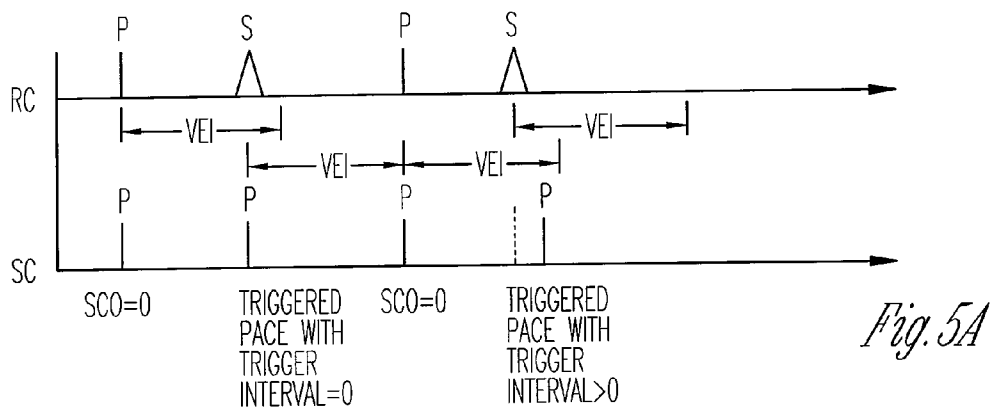 P S P S
RC
VEI VEI
VEI VEI
P P P P
SC
SCO=0 TRIGGERED PACE WITH TRIGGER INTERVAL=0 SCO=0 TRIGGERED PACE WITH TRIGGER INTERVAL>0
Fig. 5A